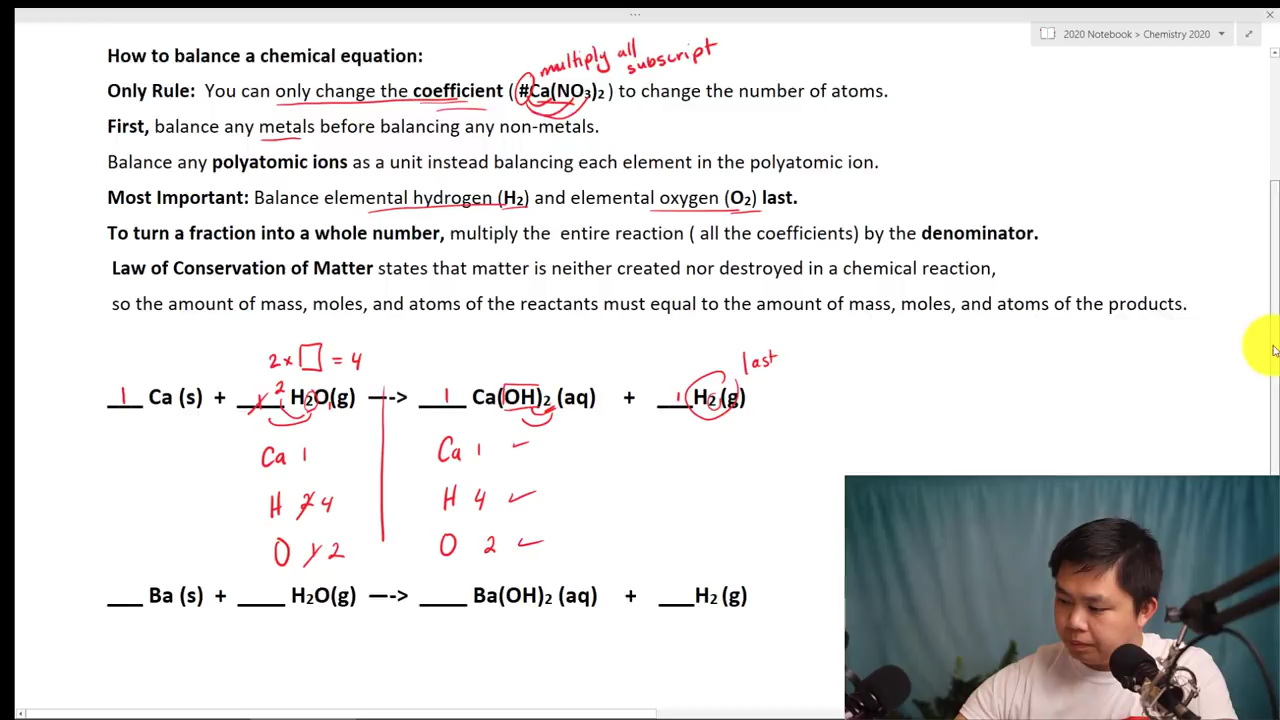 2020 Notebook > Chemistry 2020
How to balance a chemical equation:
multiply all
subscript
Only Rule: You can only change the coefficient (#Ca(NO₃)₂ ) to change the number of atoms.
First, balance any metals before balancing any non-metals.
Balance any polyatomic ions as a unit instead balancing each element in the polyatomic ion.
Most Important: Balance elemental hydrogen (H₂) and elemental oxygen (O₂) last.
To turn a fraction into a whole number, multiply the entire reaction ( all the coefficients) by the denominator.
Law of Conservation of Matter states that matter is neither created nor destroyed in a chemical reaction,
so the amount of mass, moles, and atoms of the reactants must equal to the amount of mass, moles, and atoms of the products.
2 x □ = 4
last
1 Ca (s) + 1 2 H₂O(g) —-> 1 Ca(OH)₂ (aq) + 1 H₂ (g)
Ca 1 Ca 1 ✓
H 2 4 H 4 ✓
O 1 2 O 2 ✓
___ Ba (s) + ____ H₂O(g) —-> ____ Ba(OH)₂ (aq) + ___H₂ (g)